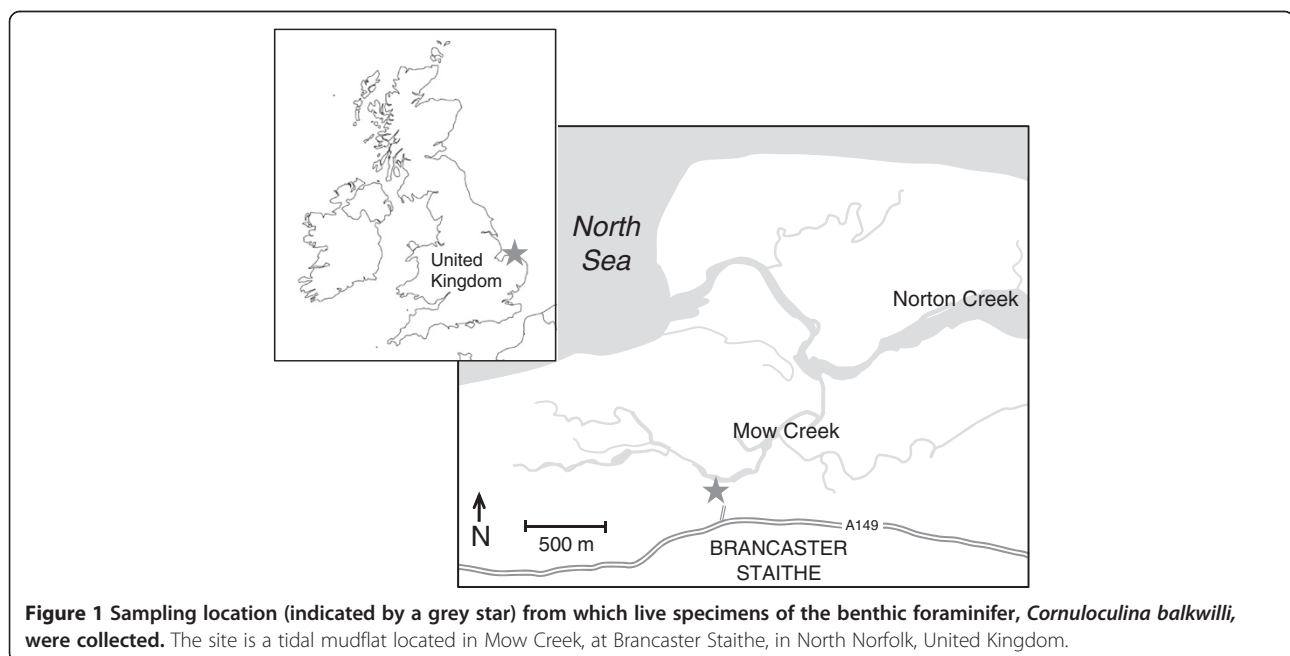 United
Kingdom
North
Sea
Norton Creek
Mow Creek
N
500 m
A149
BRANCASTER
STAITHE
Figure 1 Sampling location (indicated by a grey star) from which live specimens of the benthic foraminifer, Cornuloculina balkwilli,
were collected. The site is a tidal mudflat located in Mow Creek, at Brancaster Staithe, in North Norfolk, United Kingdom.